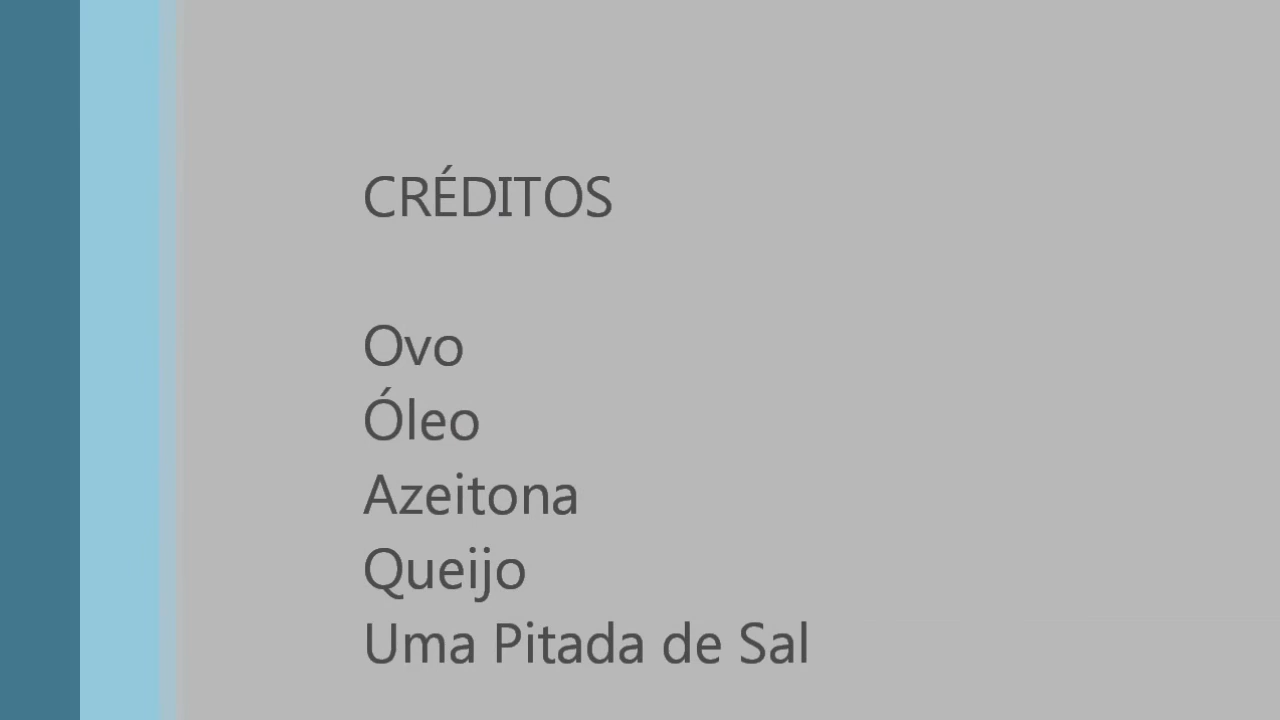 CRÉDITOS
Ovo
Óleo
Azeitona
Queijo
Uma Pitada de Sal